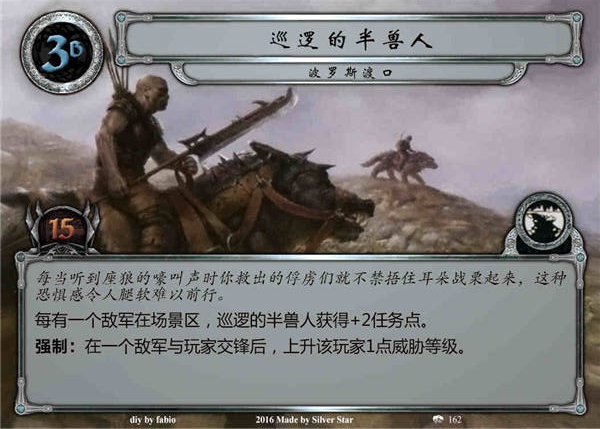 3B
巡逻的半兽人
波罗斯渡口
15
每当听到座狼的嚎叫声时你救出的俘虏们就不禁捂住耳朵战栗起来，这种
恐惧感令人腿软难以前行。
每有一个敌军在场景区，巡逻的半兽人获得+2任务点。
强制：在一个敌军与玩家交锋后，上升该玩家1点威胁等级。
diy by fabio
2016 Made by Silver Star
162